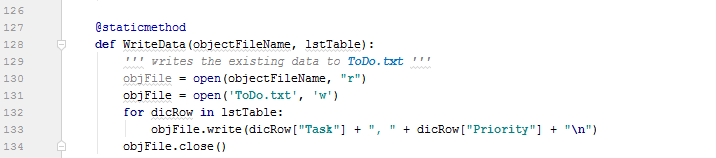 126
127 @staticmethod
128 def WriteData(objectFileName, lstTable):
129 ''' writes the existing data to ToDo.txt '''
130 objFile = open(objectFileName, "r")
131 objFile = open('ToDo.txt', 'w')
132 for dicRow in lstTable:
133 objFile.write(dicRow["Task"] + ", " + dicRow["Priority"] + "\n")
134 objFile.close()